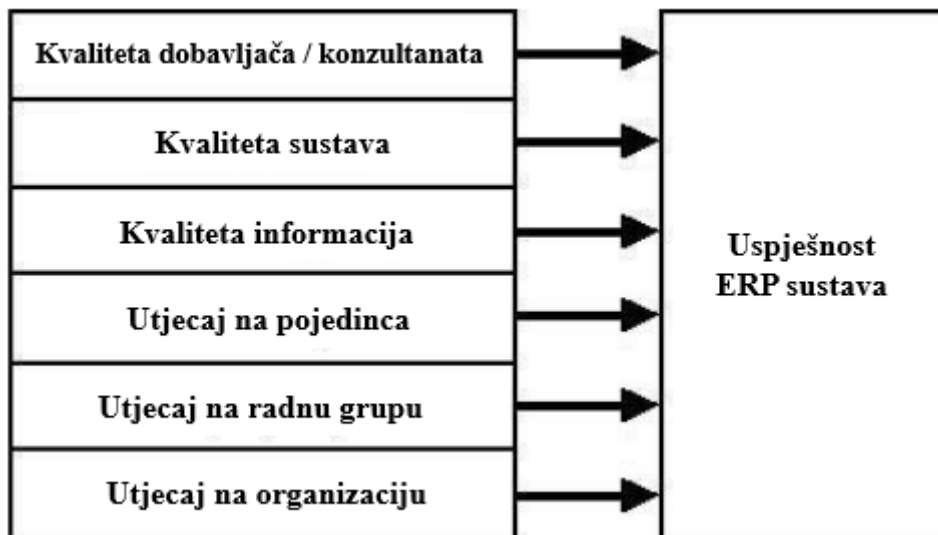 Kvaliteta dobavljača / konzultanata
Kvaliteta sustava
Kvaliteta informacija
Utjecaj na pojedinca
Utjecaj na radnu grupu
Utjecaj na organizaciju
Uspješnost
ERP sustava